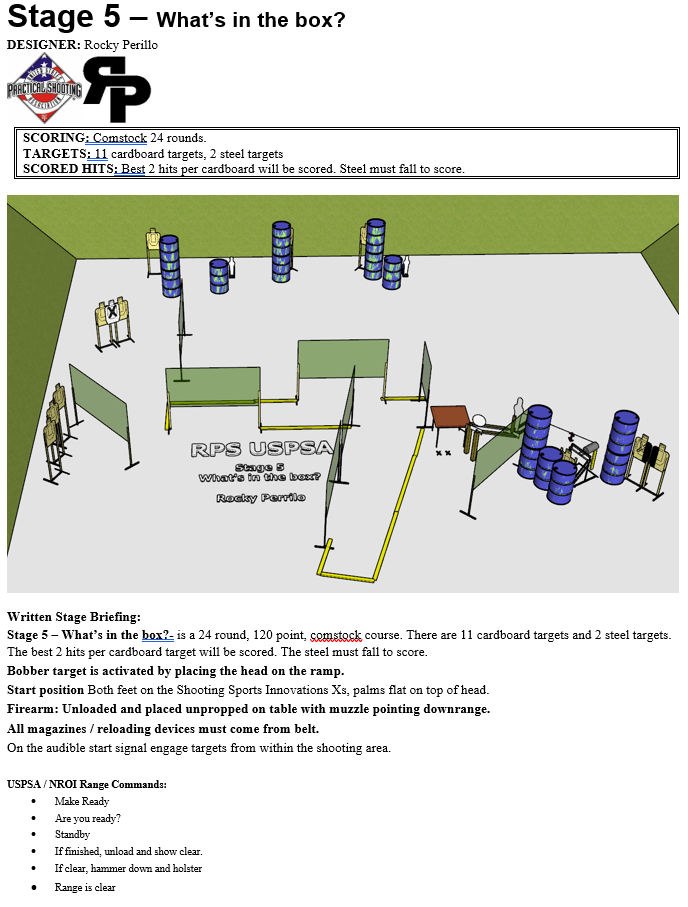 Stage 5 – What's in the box?
DESIGNER: Rocky Perillo
UNITED STATES
PRACTICAL SHOOTING
ASSOCIATION
RP
SCORING: Comstock 24 rounds.
TARGETS: 11 cardboard targets, 2 steel targets
SCORED HITS: Best 2 hits per cardboard will be scored. Steel must fall to score.
RPS USPSA
Stage 5
What's in the box?
Rocky Perrilo
X X
Written Stage Briefing:
Stage 5 – What's in the box?- is a 24 round, 120 point, comstock course. There are 11 cardboard targets and 2 steel targets.
The best 2 hits per cardboard target will be scored. The steel must fall to score.
Bobber target is activated by placing the head on the ramp.
Start position Both feet on the Shooting Sports Innovations Xs, palms flat on top of head.
Firearm: Unloaded and placed unpropped on table with muzzle pointing downrange.
All magazines / reloading devices must come from belt.
On the audible start signal engage targets from within the shooting area.
USPSA / NROI Range Commands:
• Make Ready
• Are you ready?
• Standby
• If finished, unload and show clear.
• If clear, hammer down and holster
• Range is clear